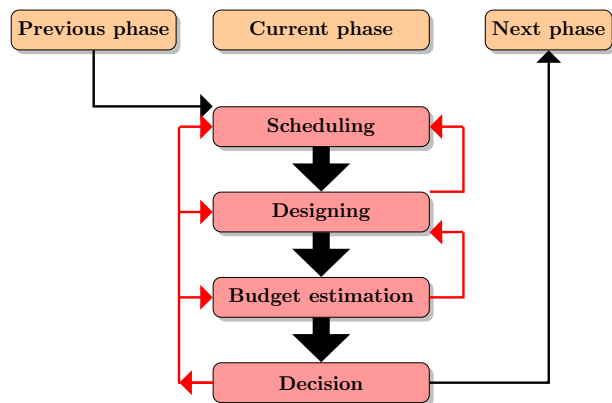 Previous phase
Current phase
Next phase
Scheduling
Designing
Budget estimation
Decision